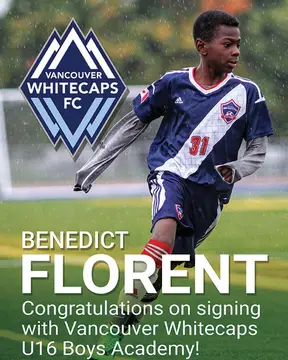 VANCOUVER
WHITECAPS
FC
31
BENEDICT
FLORENT
Congratulations on signing
with Vancouver Whitecaps
U16 Boys Academy!